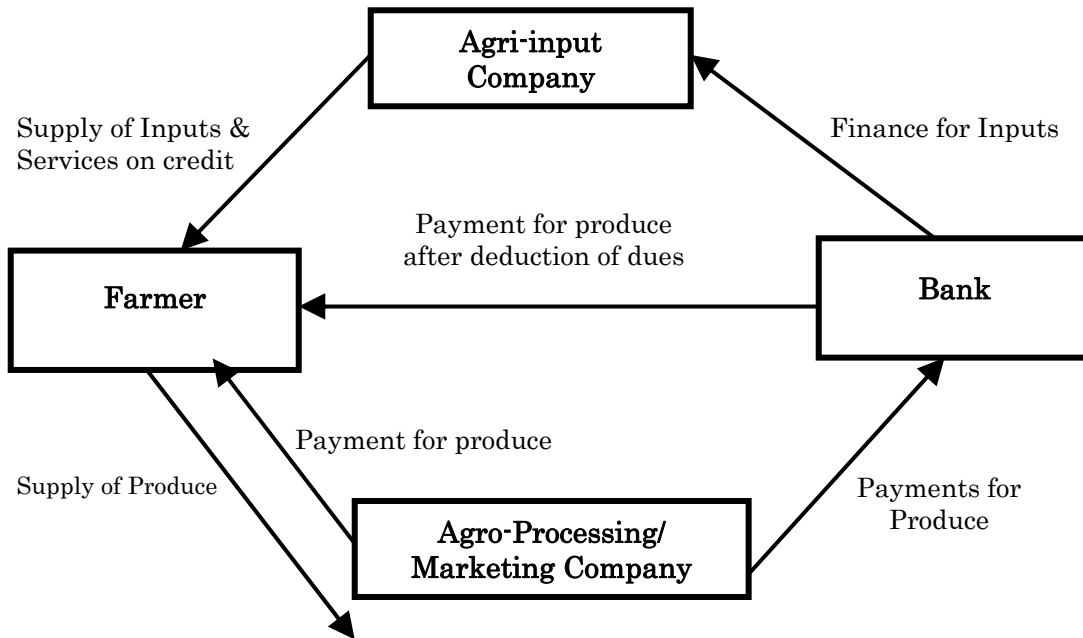 Agri-input
Company
Supply of Inputs &
Services on credit
Finance for Inputs
Payment for produce
after deduction of dues
Farmer
Bank
Payment for produce
Supply of Produce
Payments for
Produce
Agro-Processing/
Marketing Company